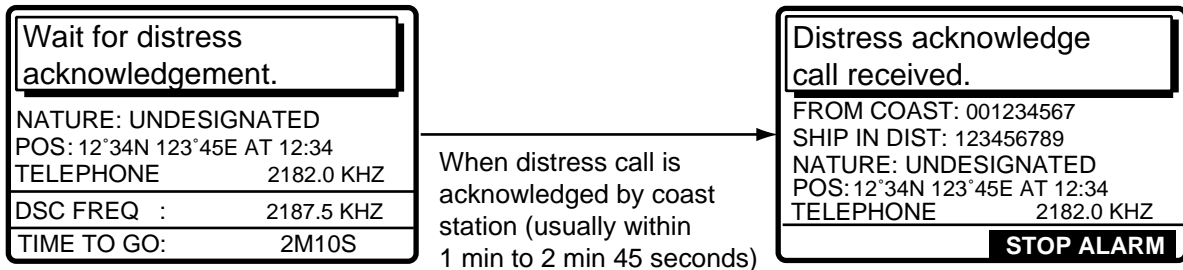 Wait for distress
acknowledgement.
NATURE: UNDESIGNATED
POS: 12˚34N 123˚45E AT 12:34
TELEPHONE 2182.0 KHZ
DSC FREQ : 2187.5 KHZ
TIME TO GO: 2M10S
When distress call is
acknowledged by coast
station (usually within
1 min to 2 min 45 seconds)
Distress acknowledge
call received.
FROM COAST: 001234567
SHIP IN DIST: 123456789
NATURE: UNDESIGNATED
POS: 12˚34N 123˚45E AT 12:34
TELEPHONE 2182.0 KHZ
STOP ALARM